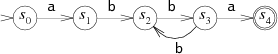 a b b a
s₀ s₁ s₂ s₃ s₄
b